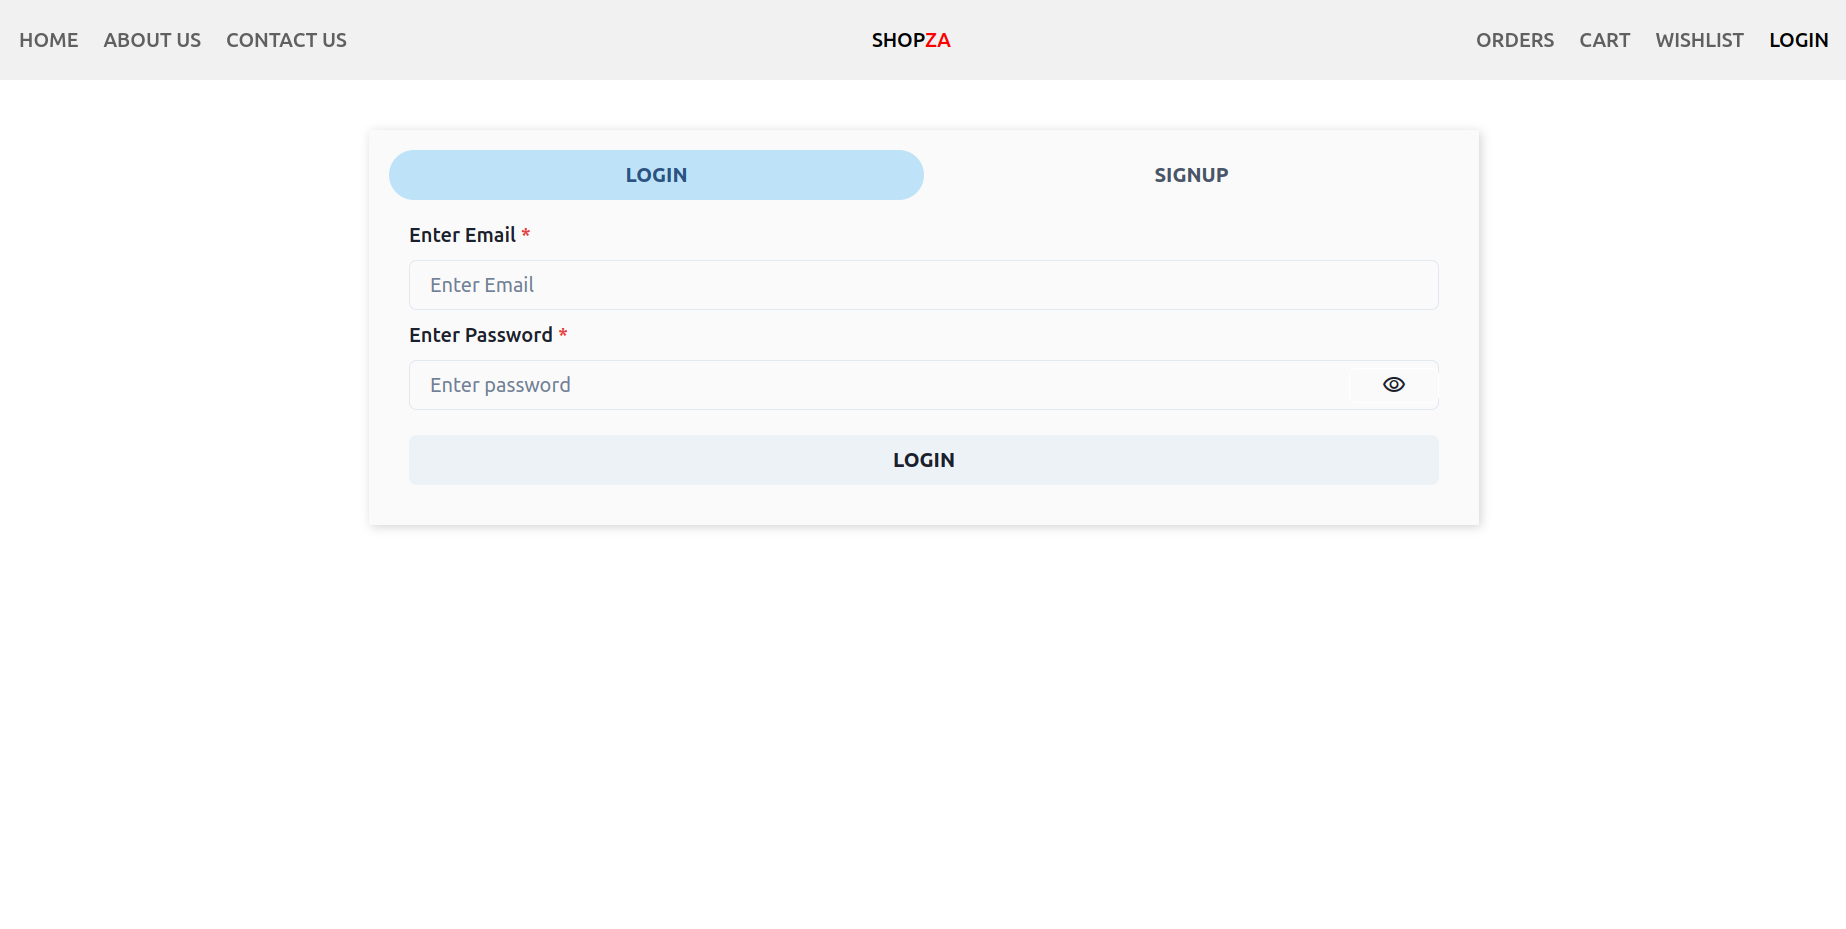 HOME ABOUT US CONTACT US SHOPZA ORDERS CART WISHLIST LOGIN
LOGIN SIGNUP
Enter Email *
Enter Email
Enter Password *
Enter password
LOGIN